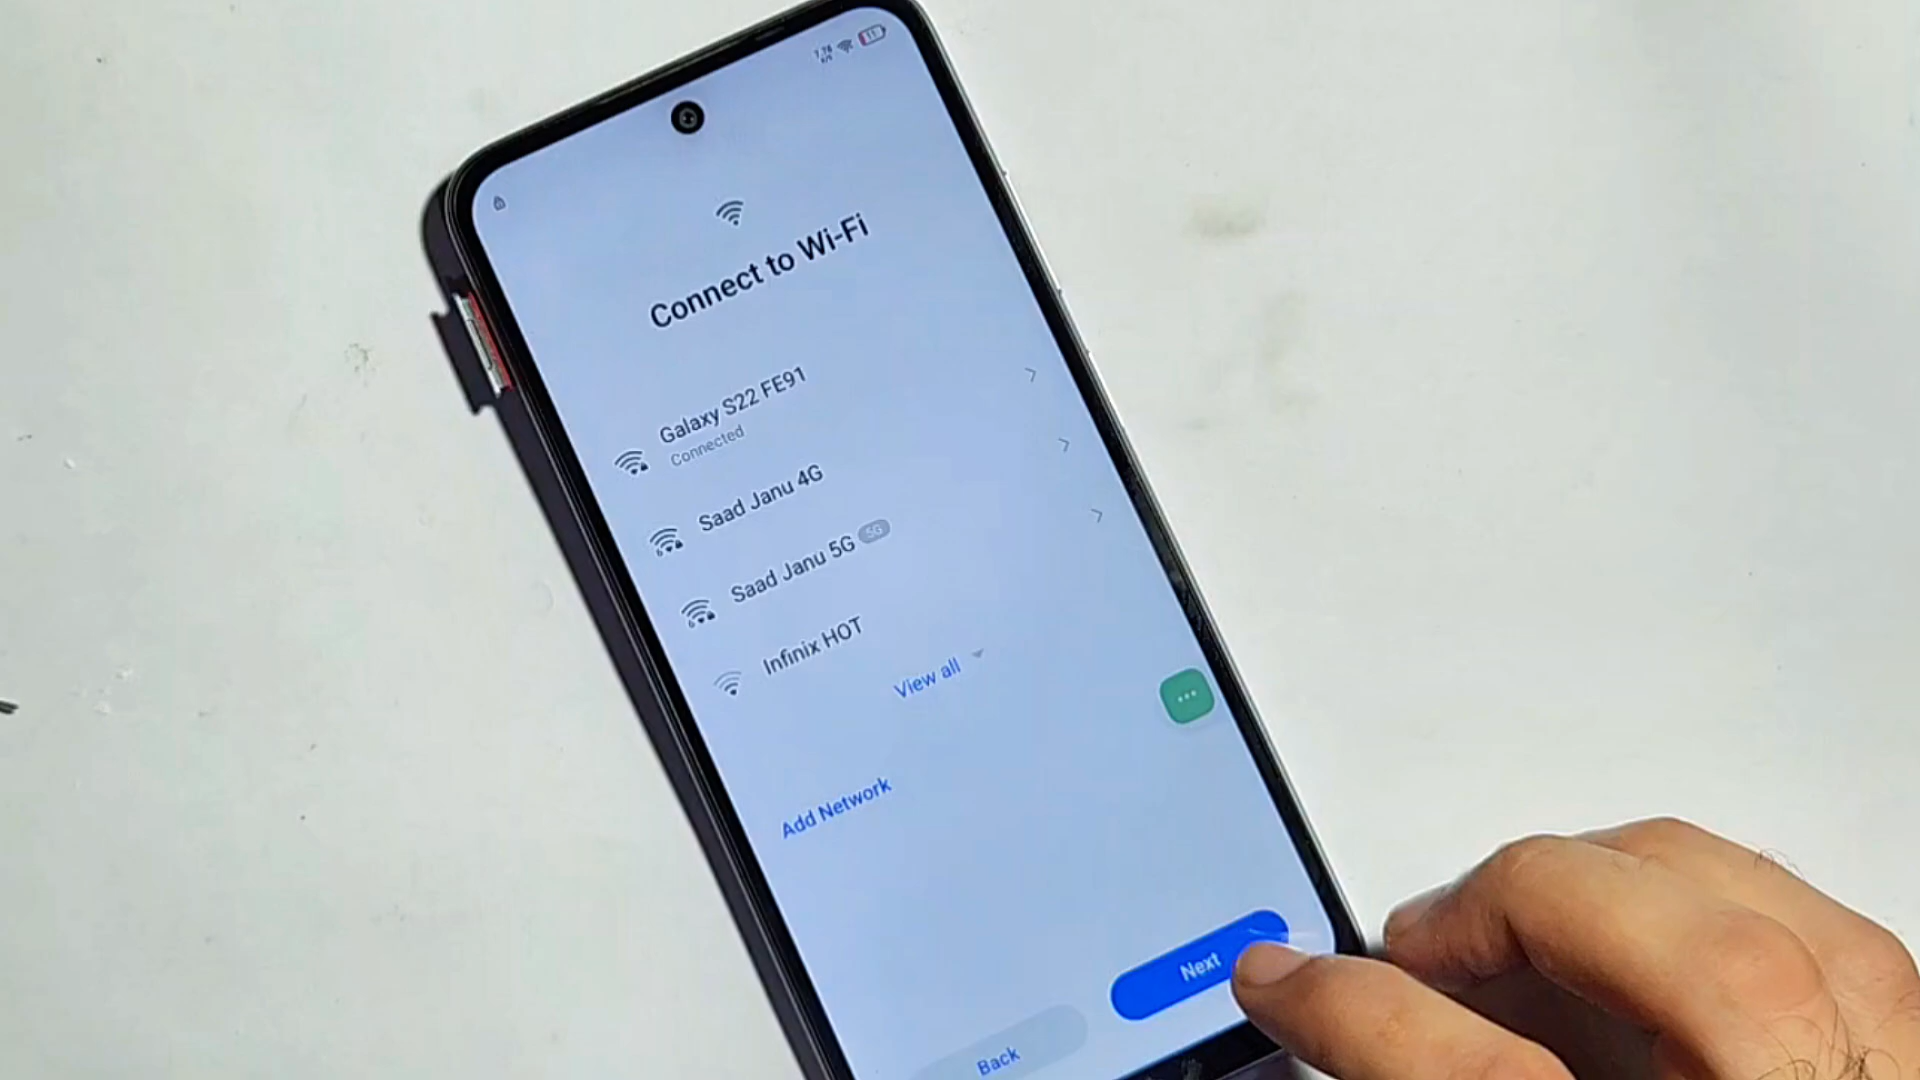 11
Connect to Wi-Fi
Galaxy S22 FE91
Connected
Saad Janu 4G
Saad Janu 5G 5G
Infinix HOT
View all
Add Network
Next
Back